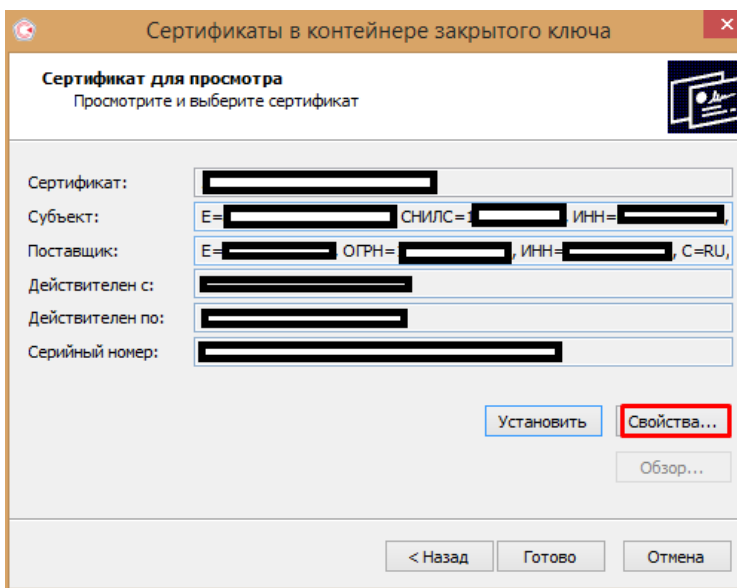 Сертификаты в контейнере закрытого ключа
Сертификат для просмотра
Просмотрите и выберите сертификат
Сертификат:
Субъект: E= СНИЛС=1 , ИНН= ,
Поставщик: E= ОГРН= , ИНН= , C=RU,
Действителен с:
Действителен по:
Серийный номер:
Установить Свойства...
Обзор...
< Назад Готово Отмена